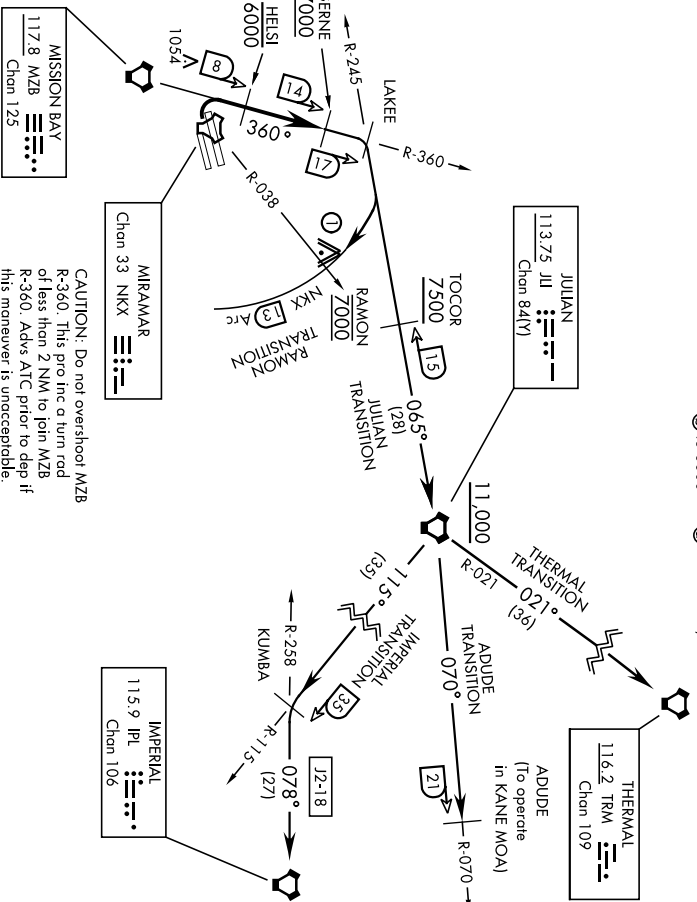 MISSION BAY
117.8 MZB
Chan 125
1054
8
HELSI
6000
ERNE
7000
14
360°
17
R-245
LAKEE
R-360
R-038
1
RAMON
7000
NKX 13 Arc
RAMON
TRANSITION
MIRAMAR
Chan 33 NKX
CAUTION: Do not overshoot MZB
R-360. This pro inc a turn rad
of less than 2 NM to join MZB
R-360. Advs ATC prior to dep if
this maneuver is unacceptable.
JULIAN
113.75 JLI
Chan 84(Y)
TOCOR
7500
15
065°
(28)
JULIAN
TRANSITION
11,000
THERMAL
TRANSITION
R-021
021°
(36)
THERMAL
116.2 TRM
Chan 109
ADUDE
TRANSITION
070°
21
ADUDE
(To operate
in KANE MOA)
R-070
115°
(35)
IMPERIAL
TRANSITION
35
R-258
KUMBA
R-115
J2-18
078°
(27)
IMPERIAL
115.9 IPL
Chan 106